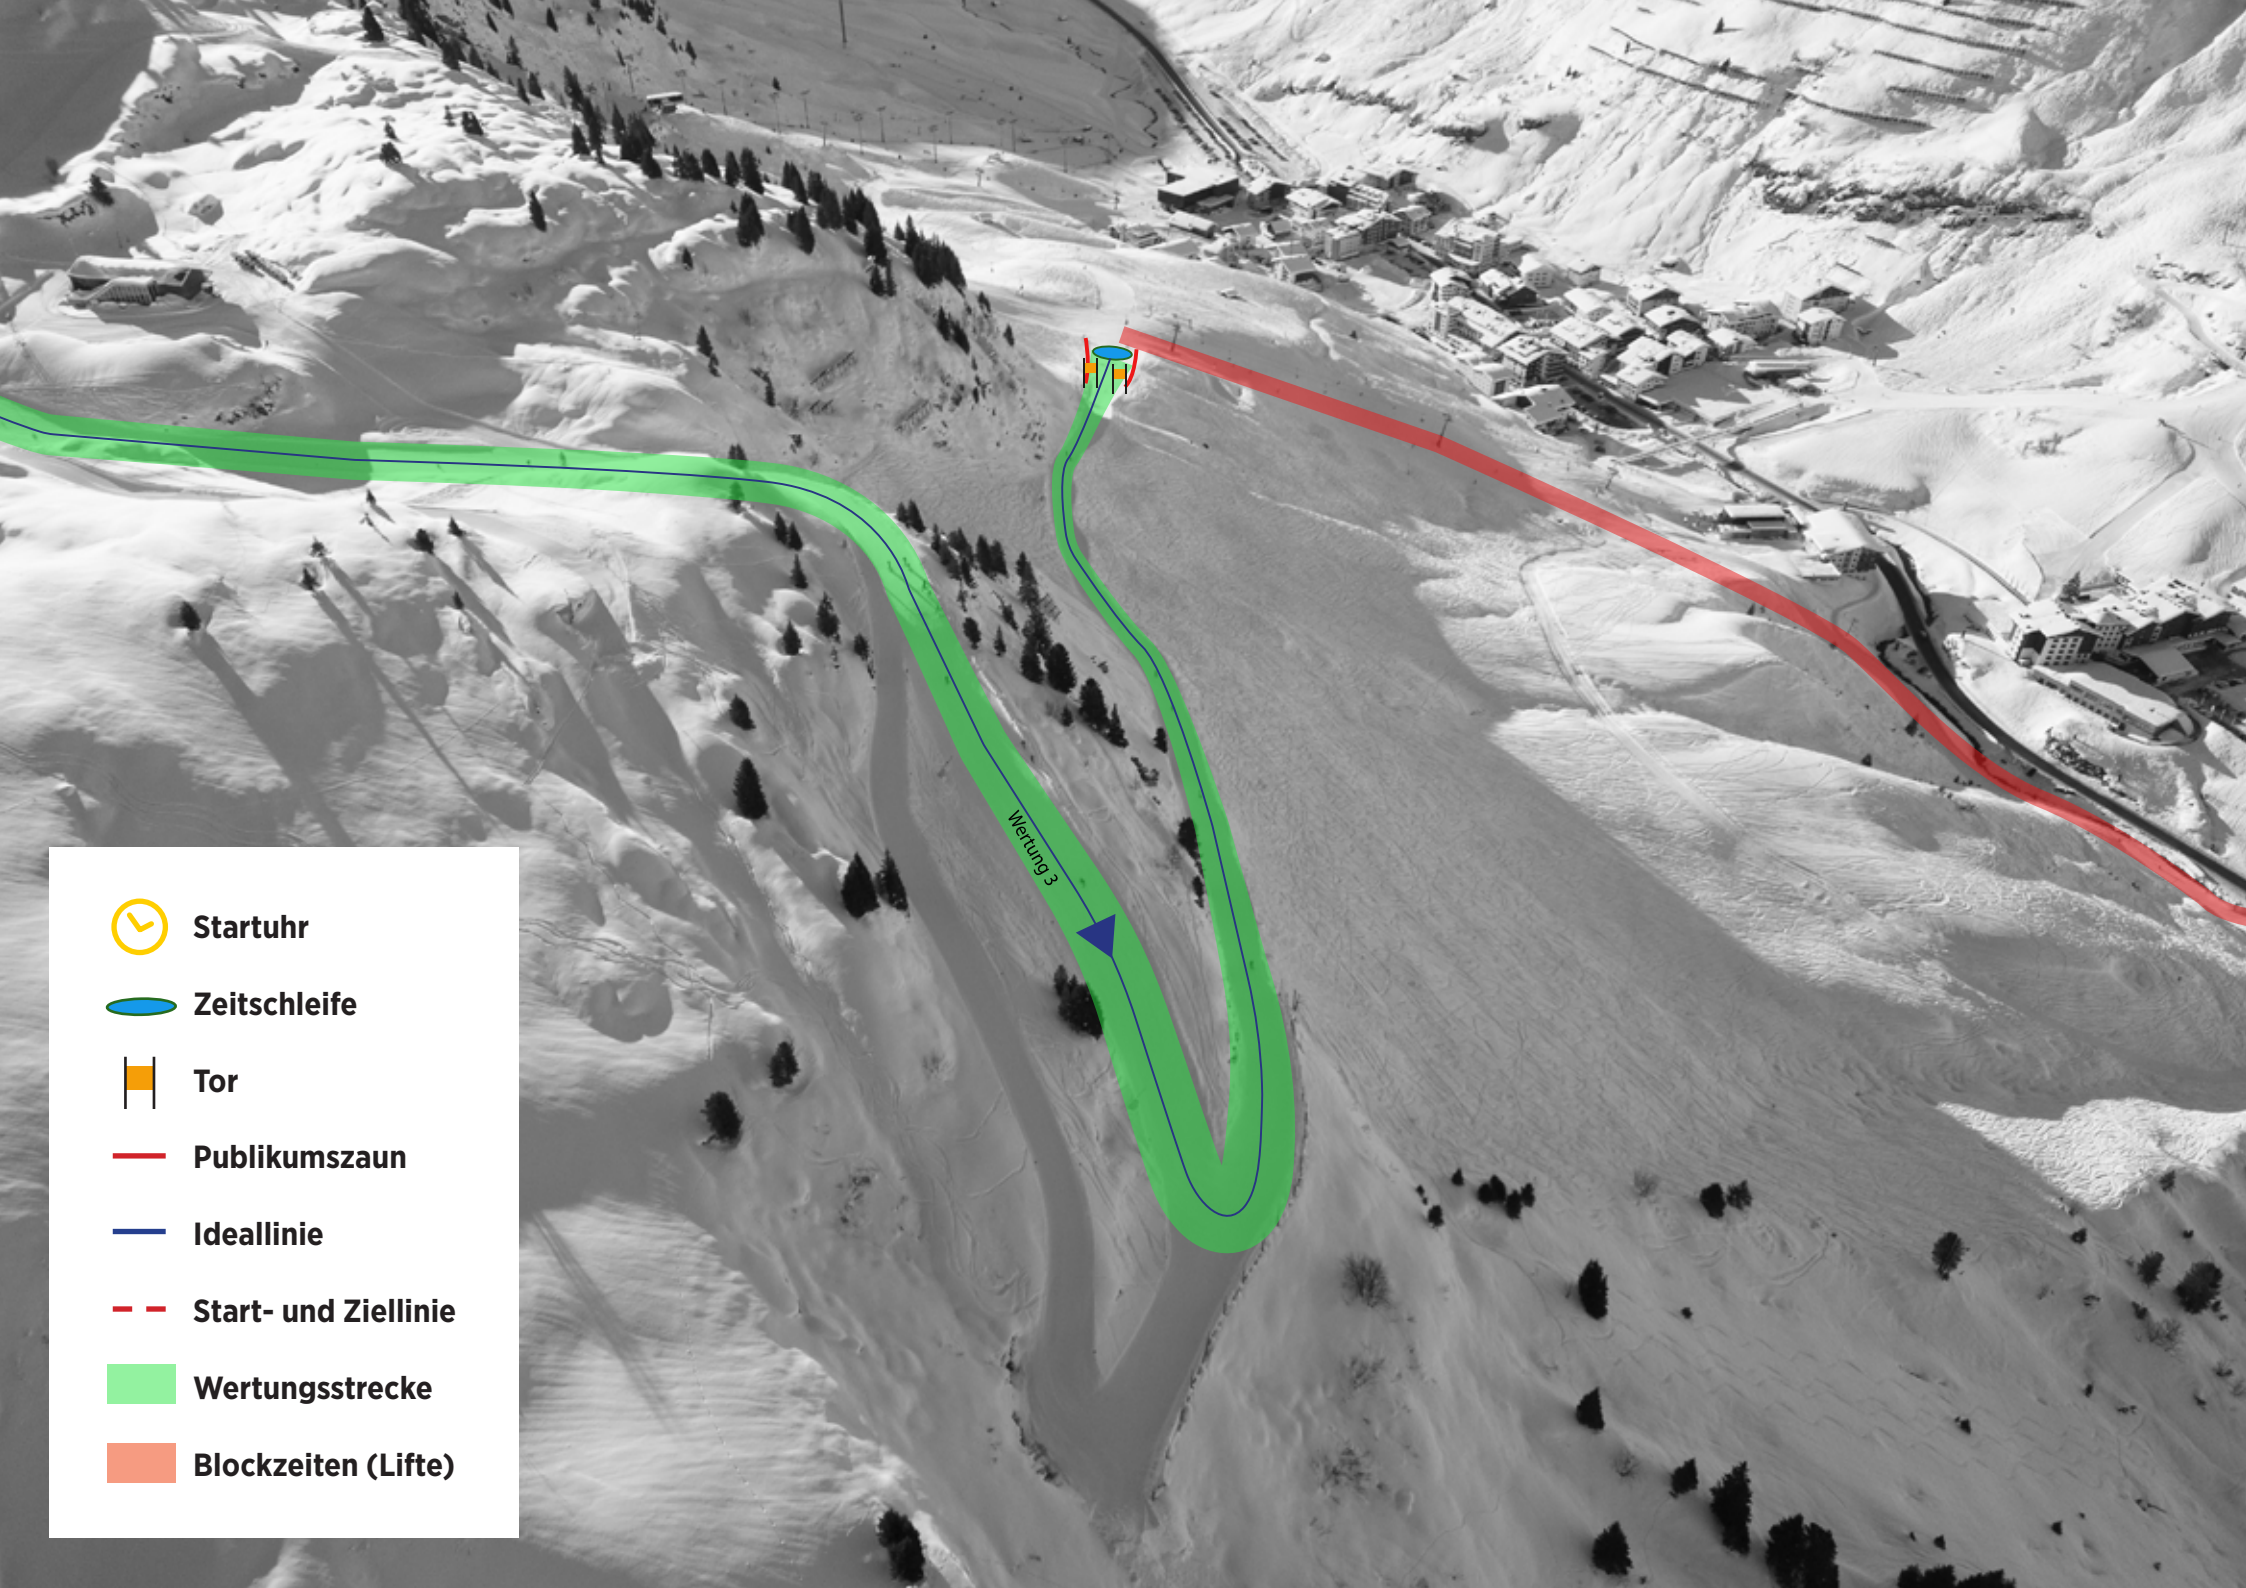 Wertung 3
Startuhr
Zeitschleife
Tor
Publikumszaun
Ideallinie
Start- und Ziellinie
Wertungsstrecke
Blockzeiten (Lifte)